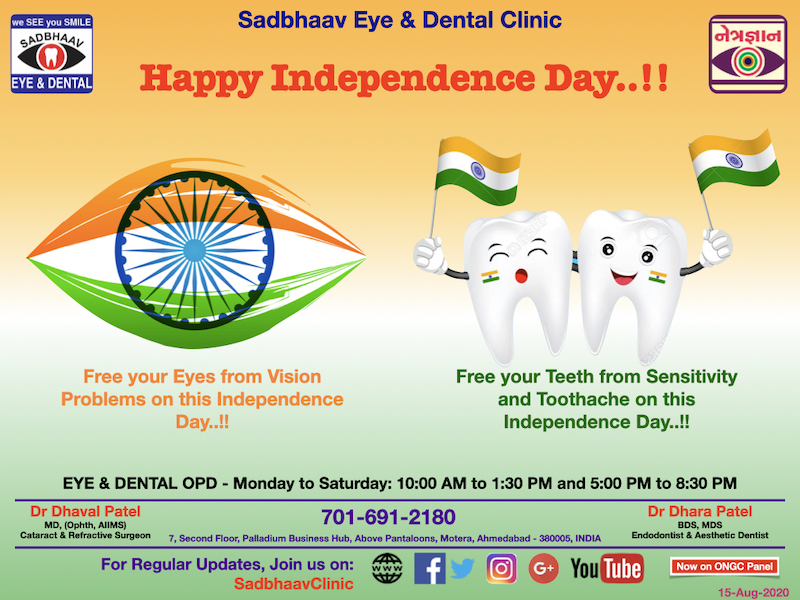 Sadbhaav Eye & Dental Clinic
we SEE you SMILE
SADBHAAV
EYE & DENTAL
નેત્રજ્ઞાન
Happy Independence Day..!!
Free your Eyes from Vision
Problems on this Independence
Day..!!
Free your Teeth from Sensitivity
and Toothache on this
Independence Day..!!
EYE & DENTAL OPD - Monday to Saturday: 10:00 AM to 1:30 PM and 5:00 PM to 8:30 PM
Dr Dhaval Patel
MD, (Ophth, AIIMS)
Cataract & Refractive Surgeon
701-691-2180
7, Second Floor, Palladium Business Hub, Above Pantaloons, Motera, Ahmedabad - 380005, INDIA
Dr Dhara Patel
BDS, MDS
Endodontist & Aesthetic Dentist
For Regular Updates, Join us on:
SadbhaavClinic
WWW
f
G+
YouTube
Now on ONGC Panel
15-Aug-2020